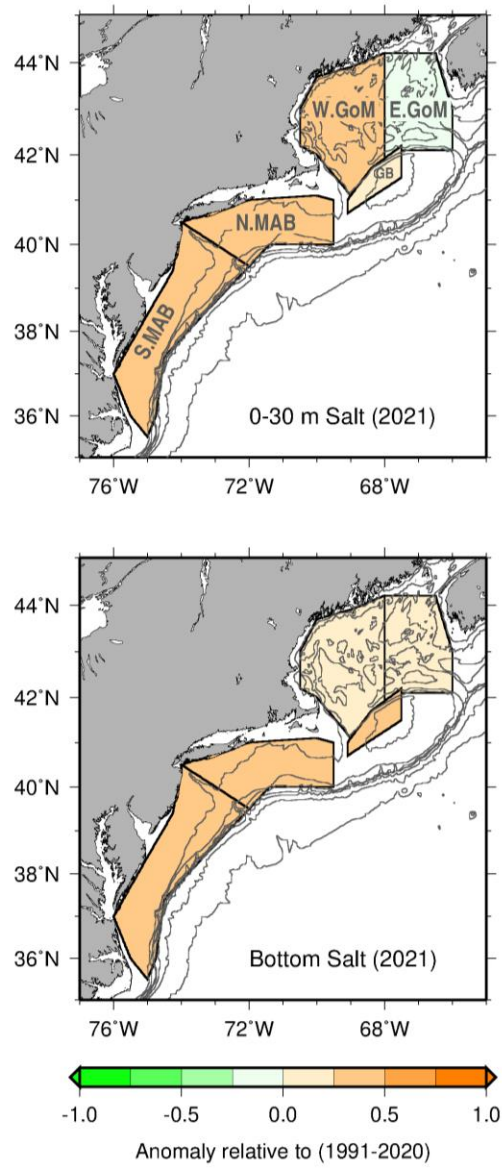 44°N
42°N
40°N
38°N
36°N
W.GoM
E.GoM
GB
N.MAB
S.MAB
0-30 m Salt (2021)
76°W 72°W 68°W
44°N
42°N
40°N
38°N
36°N
Bottom Salt (2021)
76°W 72°W 68°W
-1.0 -0.5 0.0 0.5 1.0
Anomaly relative to (1991-2020)